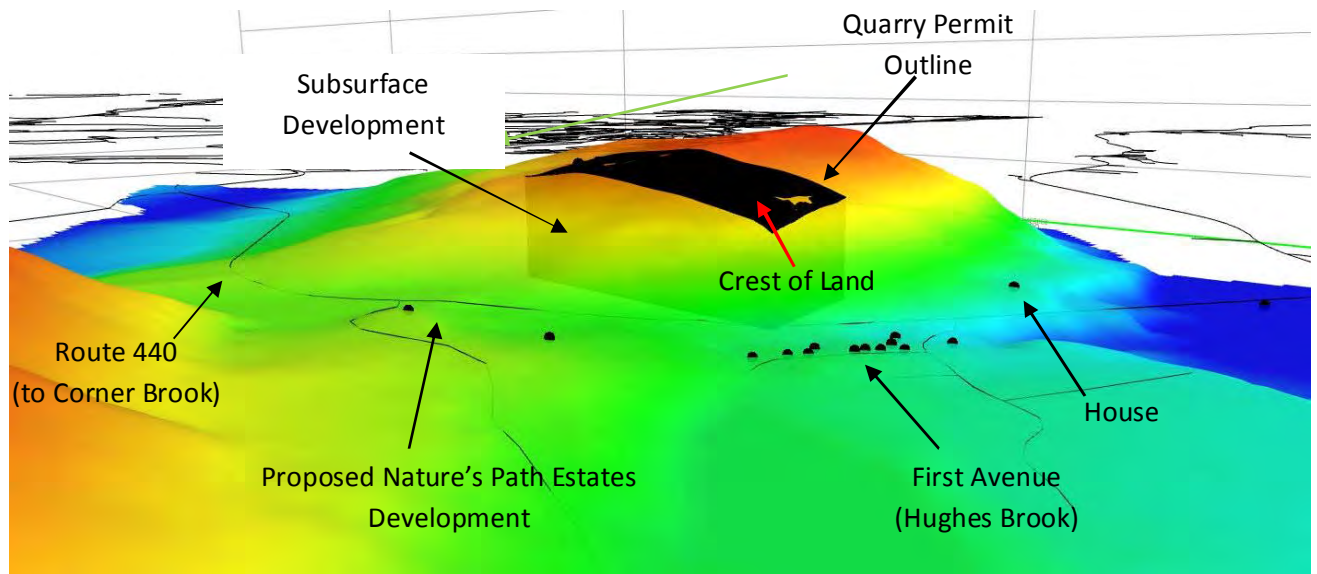 Quarry Permit
Outline
Subsurface
Development
Crest of Land
Route 440
(to Corner Brook)
House
Proposed Nature’s Path Estates
Development
First Avenue
(Hughes Brook)